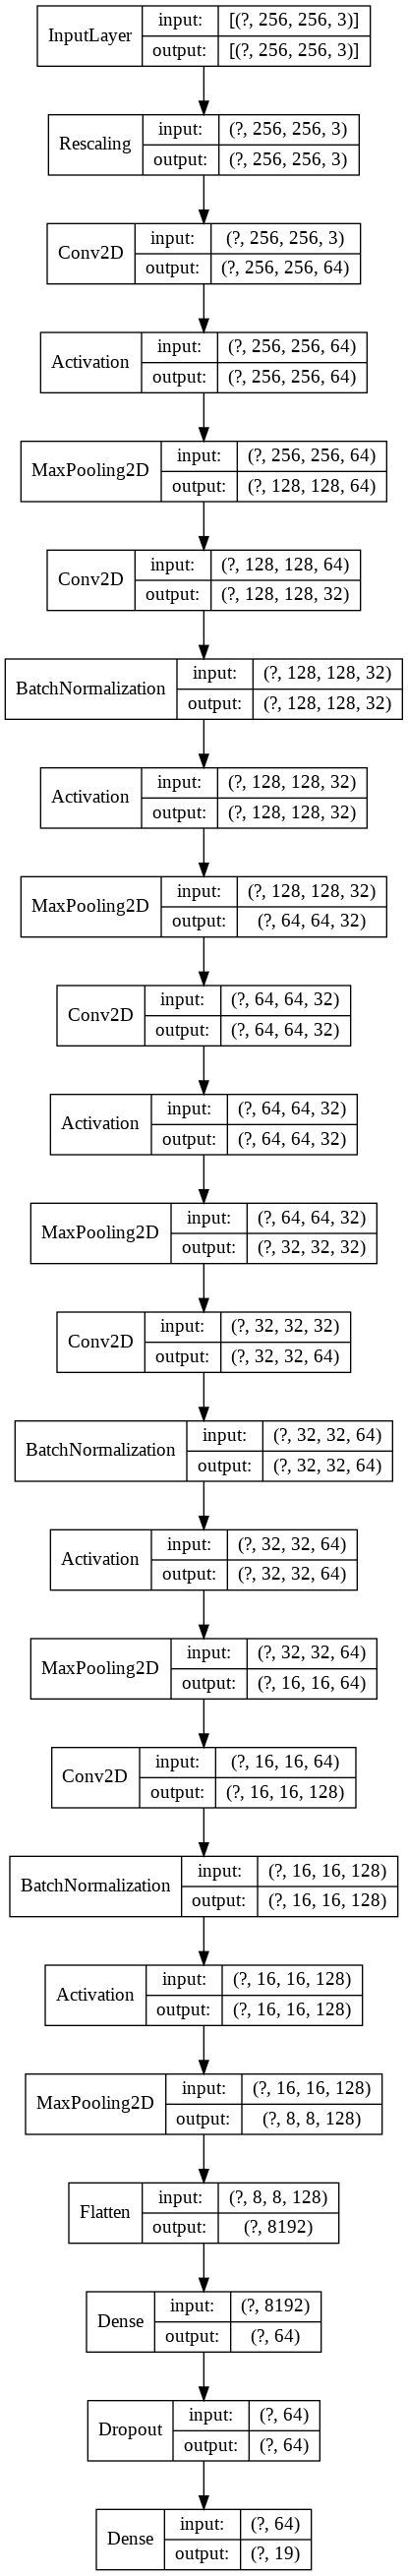 InputLayer input: [(?, 256, 256, 3)]
output: [(?, 256, 256, 3)]
Rescaling input: (?, 256, 256, 3)
output: (?, 256, 256, 3)
Conv2D input: (?, 256, 256, 3)
output: (?, 256, 256, 64)
Activation input: (?, 256, 256, 64)
output: (?, 256, 256, 64)
MaxPooling2D input: (?, 256, 256, 64)
output: (?, 128, 128, 64)
Conv2D input: (?, 128, 128, 64)
output: (?, 128, 128, 32)
BatchNormalization input: (?, 128, 128, 32)
output: (?, 128, 128, 32)
Activation input: (?, 128, 128, 32)
output: (?, 128, 128, 32)
MaxPooling2D input: (?, 128, 128, 32)
output: (?, 64, 64, 32)
Conv2D input: (?, 64, 64, 32)
output: (?, 64, 64, 32)
Activation input: (?, 64, 64, 32)
output: (?, 64, 64, 32)
MaxPooling2D input: (?, 64, 64, 32)
output: (?, 32, 32, 32)
Conv2D input: (?, 32, 32, 32)
output: (?, 32, 32, 64)
BatchNormalization input: (?, 32, 32, 64)
output: (?, 32, 32, 64)
Activation input: (?, 32, 32, 64)
output: (?, 32, 32, 64)
MaxPooling2D input: (?, 32, 32, 64)
output: (?, 16, 16, 64)
Conv2D input: (?, 16, 16, 64)
output: (?, 16, 16, 128)
BatchNormalization input: (?, 16, 16, 128)
output: (?, 16, 16, 128)
Activation input: (?, 16, 16, 128)
output: (?, 16, 16, 128)
MaxPooling2D input: (?, 16, 16, 128)
output: (?, 8, 8, 128)
Flatten input: (?, 8, 8, 128)
output: (?, 8192)
Dense input: (?, 8192)
output: (?, 64)
Dropout input: (?, 64)
output: (?, 64)
Dense input: (?, 64)
output: (?, 19)